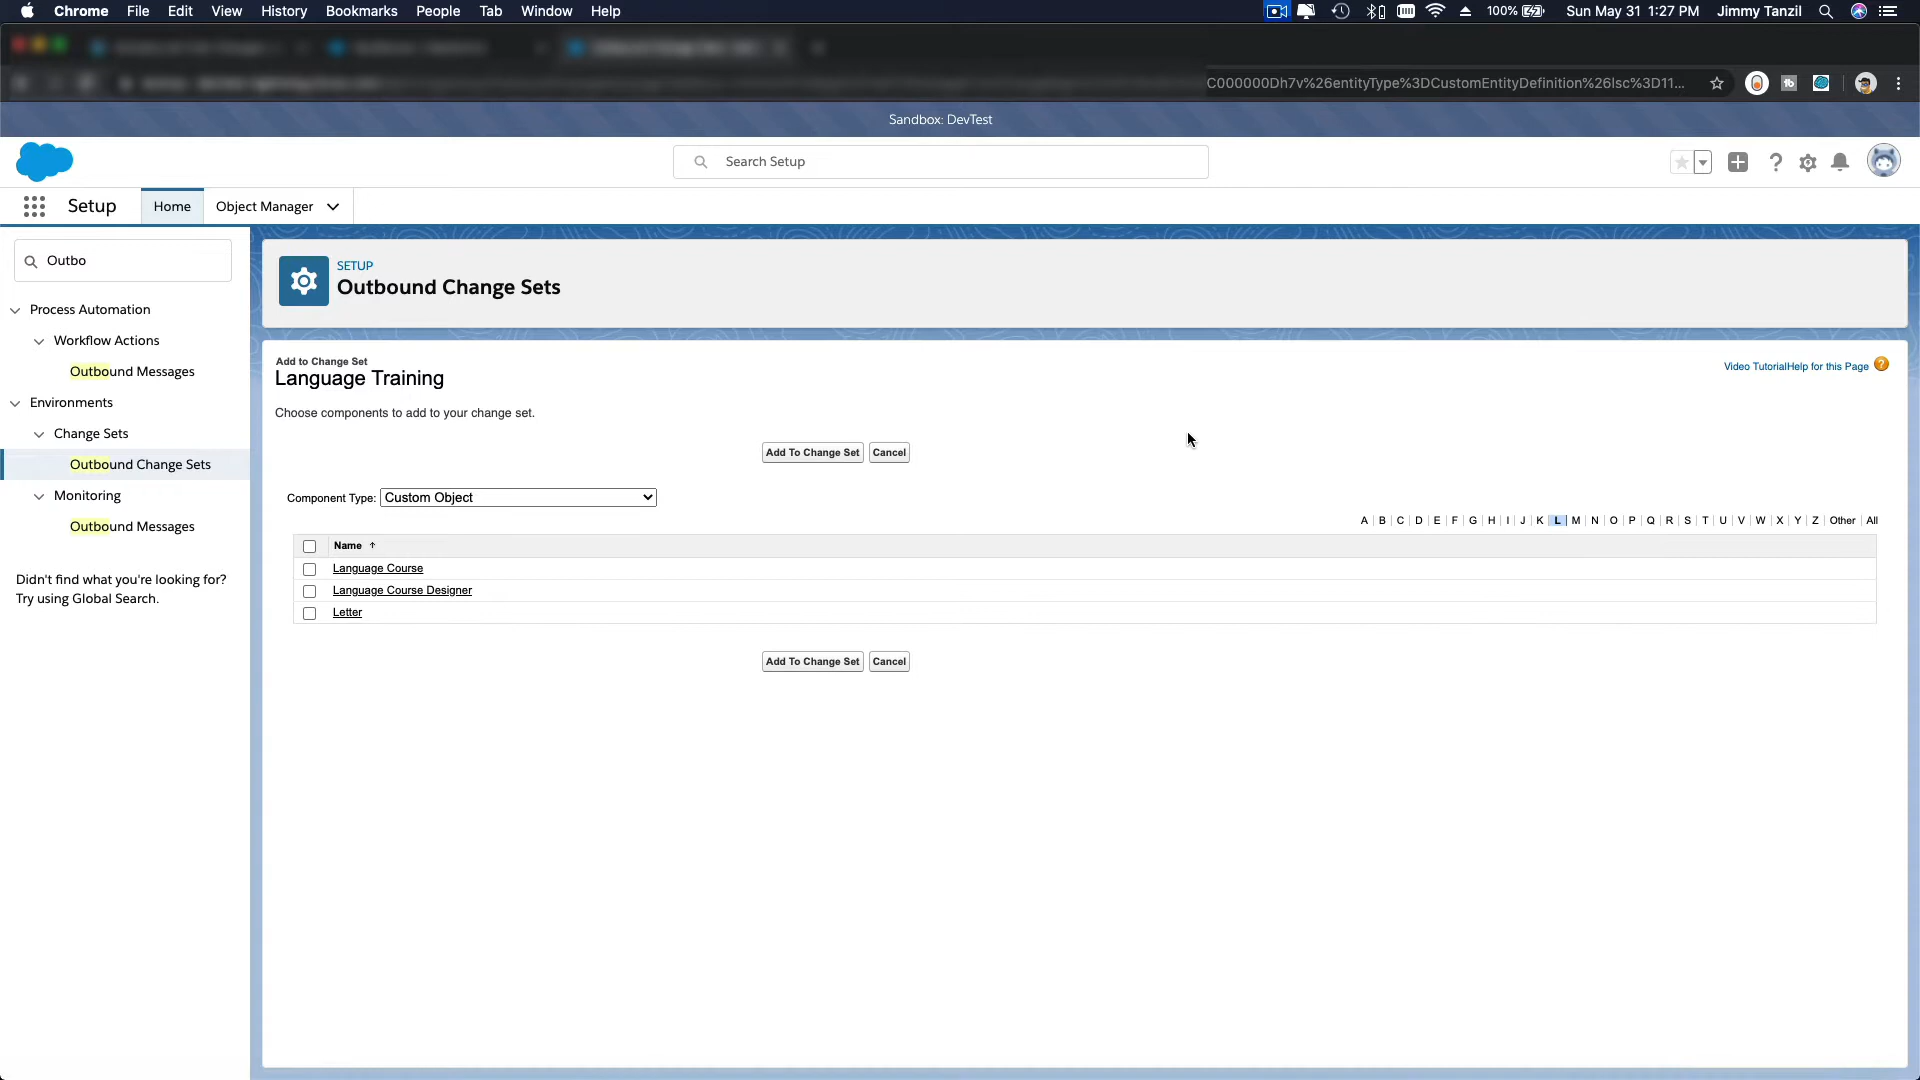 Chrome File Edit View History Bookmarks People Tab Window Help 100% Sun May 31 1:27 PM Jimmy Tanzil
C000000Dh7v%26entityType%3DCustomEntityDefinition%26lsc%3D11...
Sandbox: DevTest
Search Setup
Setup Home Object Manager
Outbo
Process Automation
Workflow Actions
Outbound Messages
Environments
Change Sets
Outbound Change Sets
Monitoring
Outbound Messages
Didn't find what you're looking for?
Try using Global Search.
SETUP
Outbound Change Sets
Add to Change Set
Language Training
Video Tutorial Help for this Page ?
Choose components to add to your change set.
Add To Change Set Cancel
Component Type: Custom Object
A | B | C | D | E | F | G | H | I | J | K | L | M | N | O | P | Q | R | S | T | U | V | W | X | Y | Z | Other | All
Name ↑
Language Course
Language Course Designer
Letter
Add To Change Set Cancel